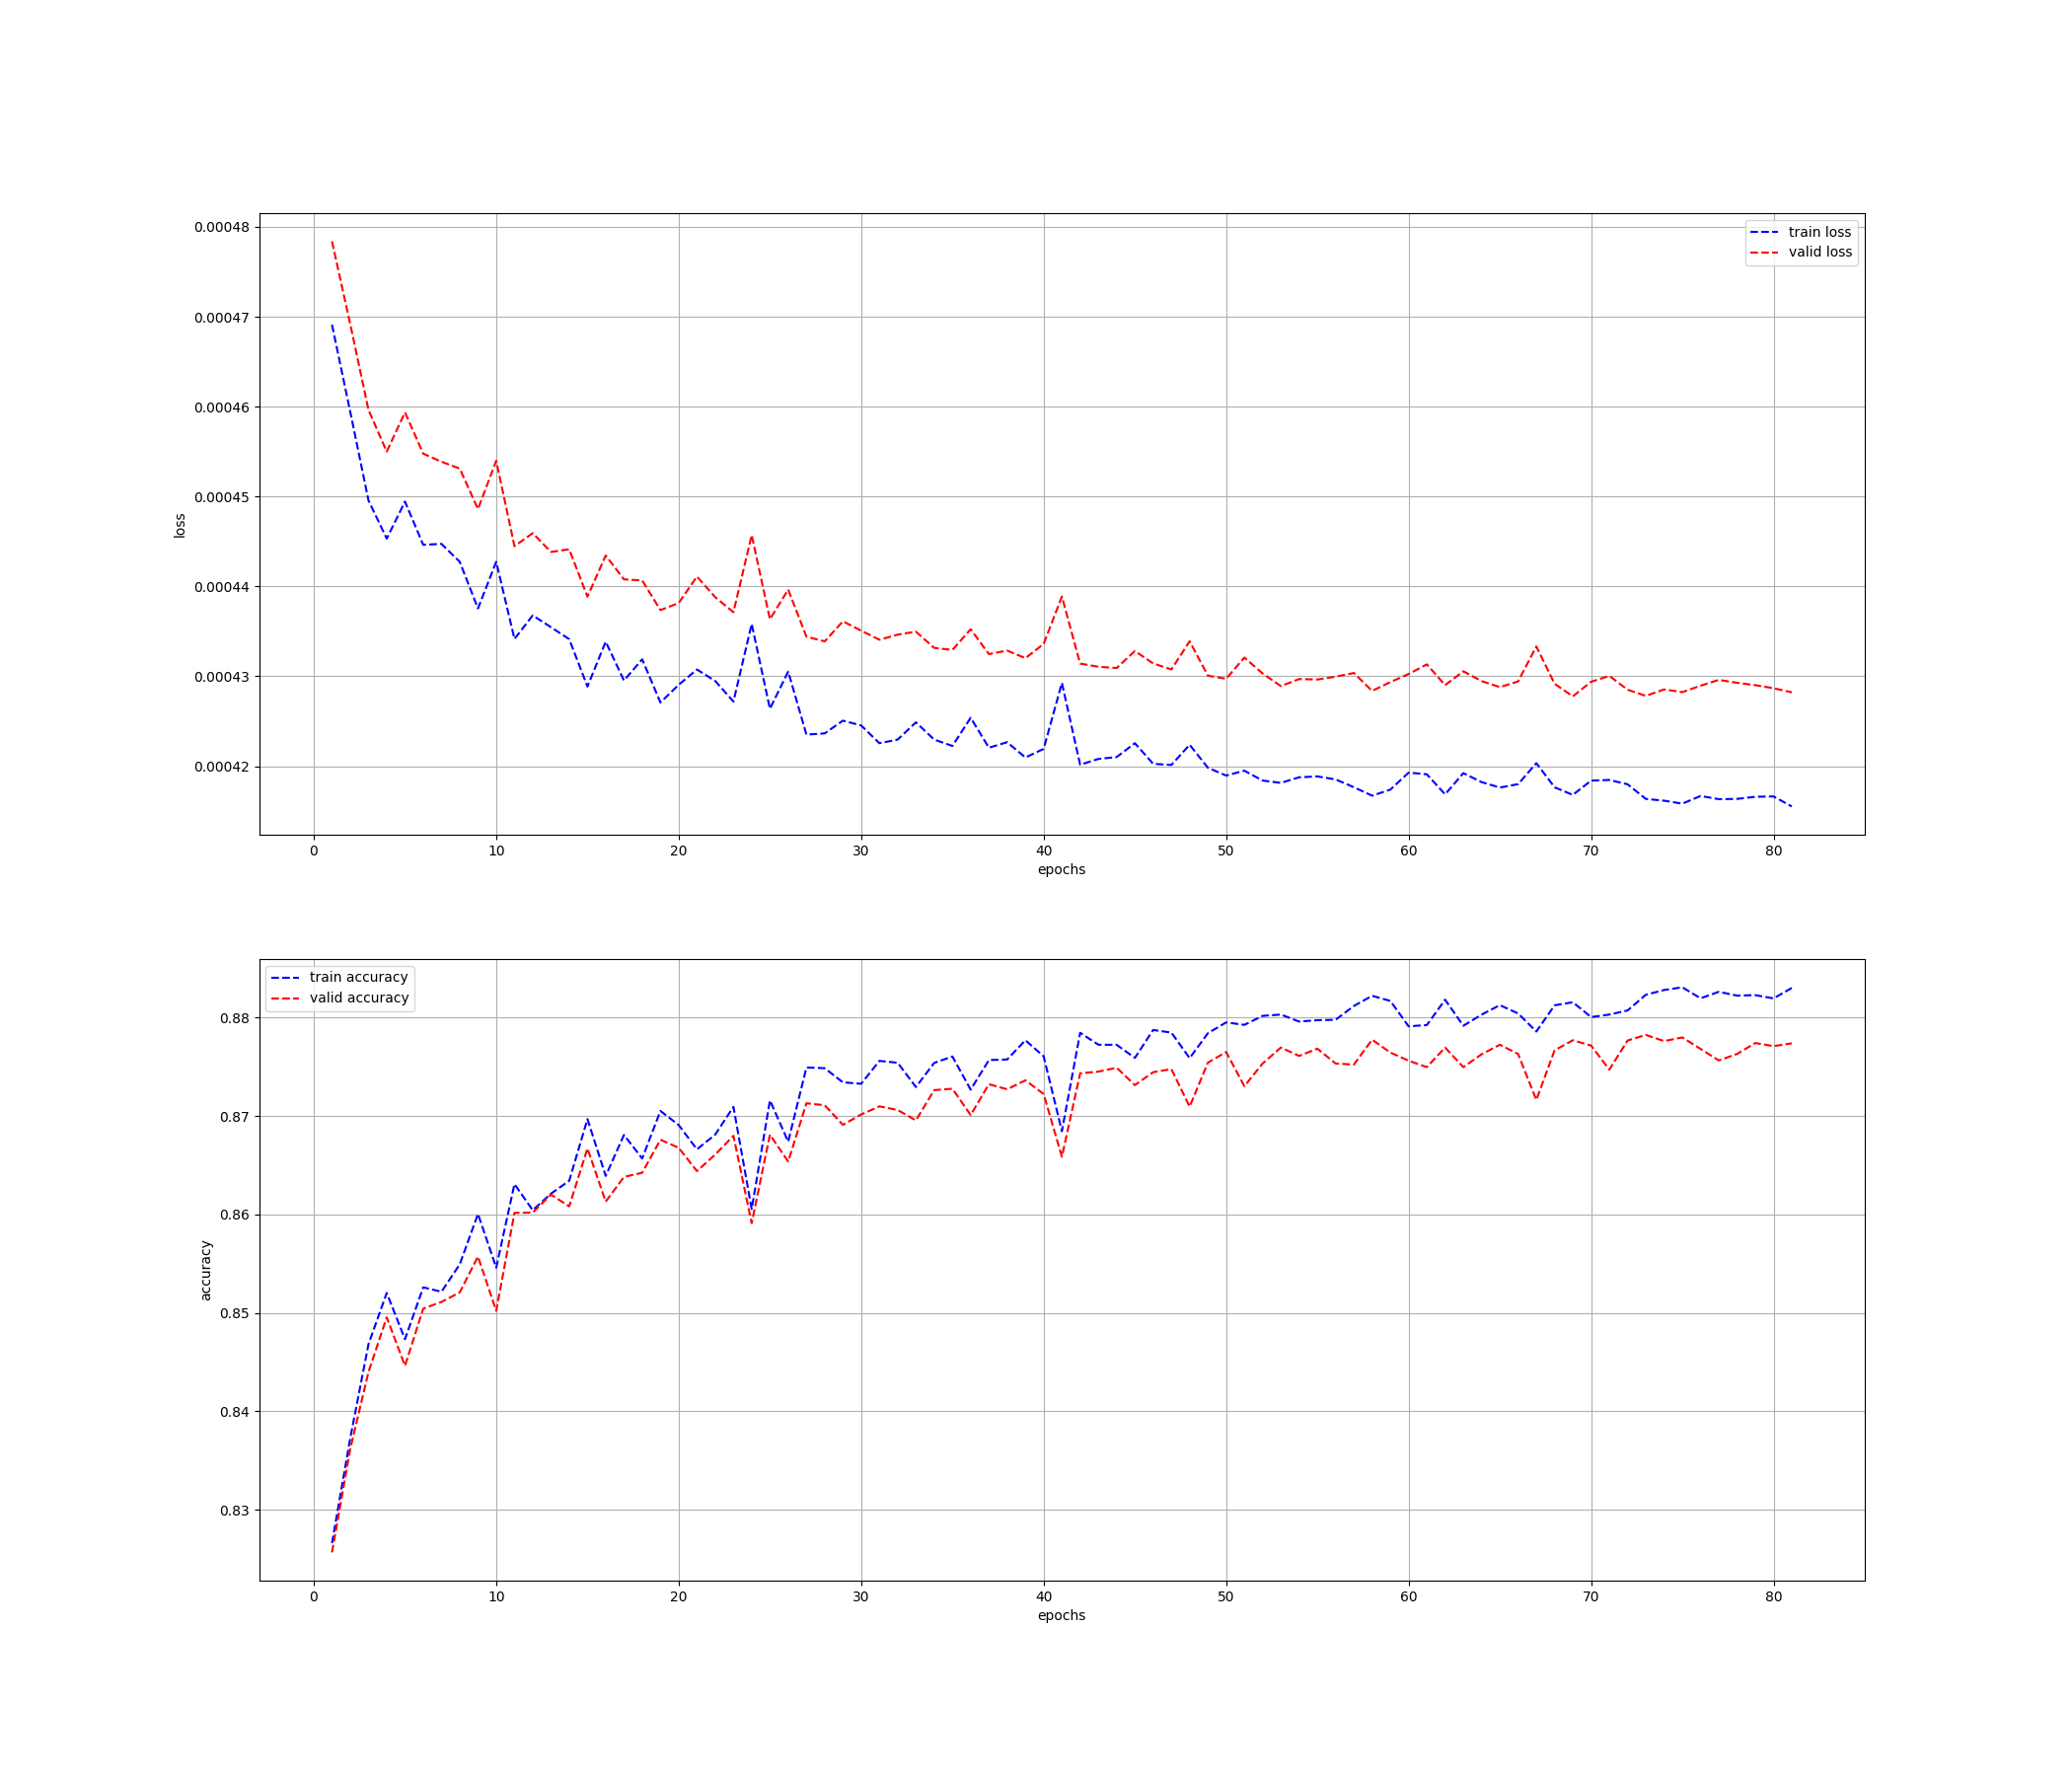 0.00048
train loss
valid loss
0.00047
0.00046
0.00045
loss
0.00044
0.00043
0.00042
0 10 20 30 40 50 60 70 80
epochs
train accuracy
valid accuracy
0.88
0.87
0.86
accuracy
0.85
0.84
0.83
0 10 20 30 40 50 60 70 80
epochs